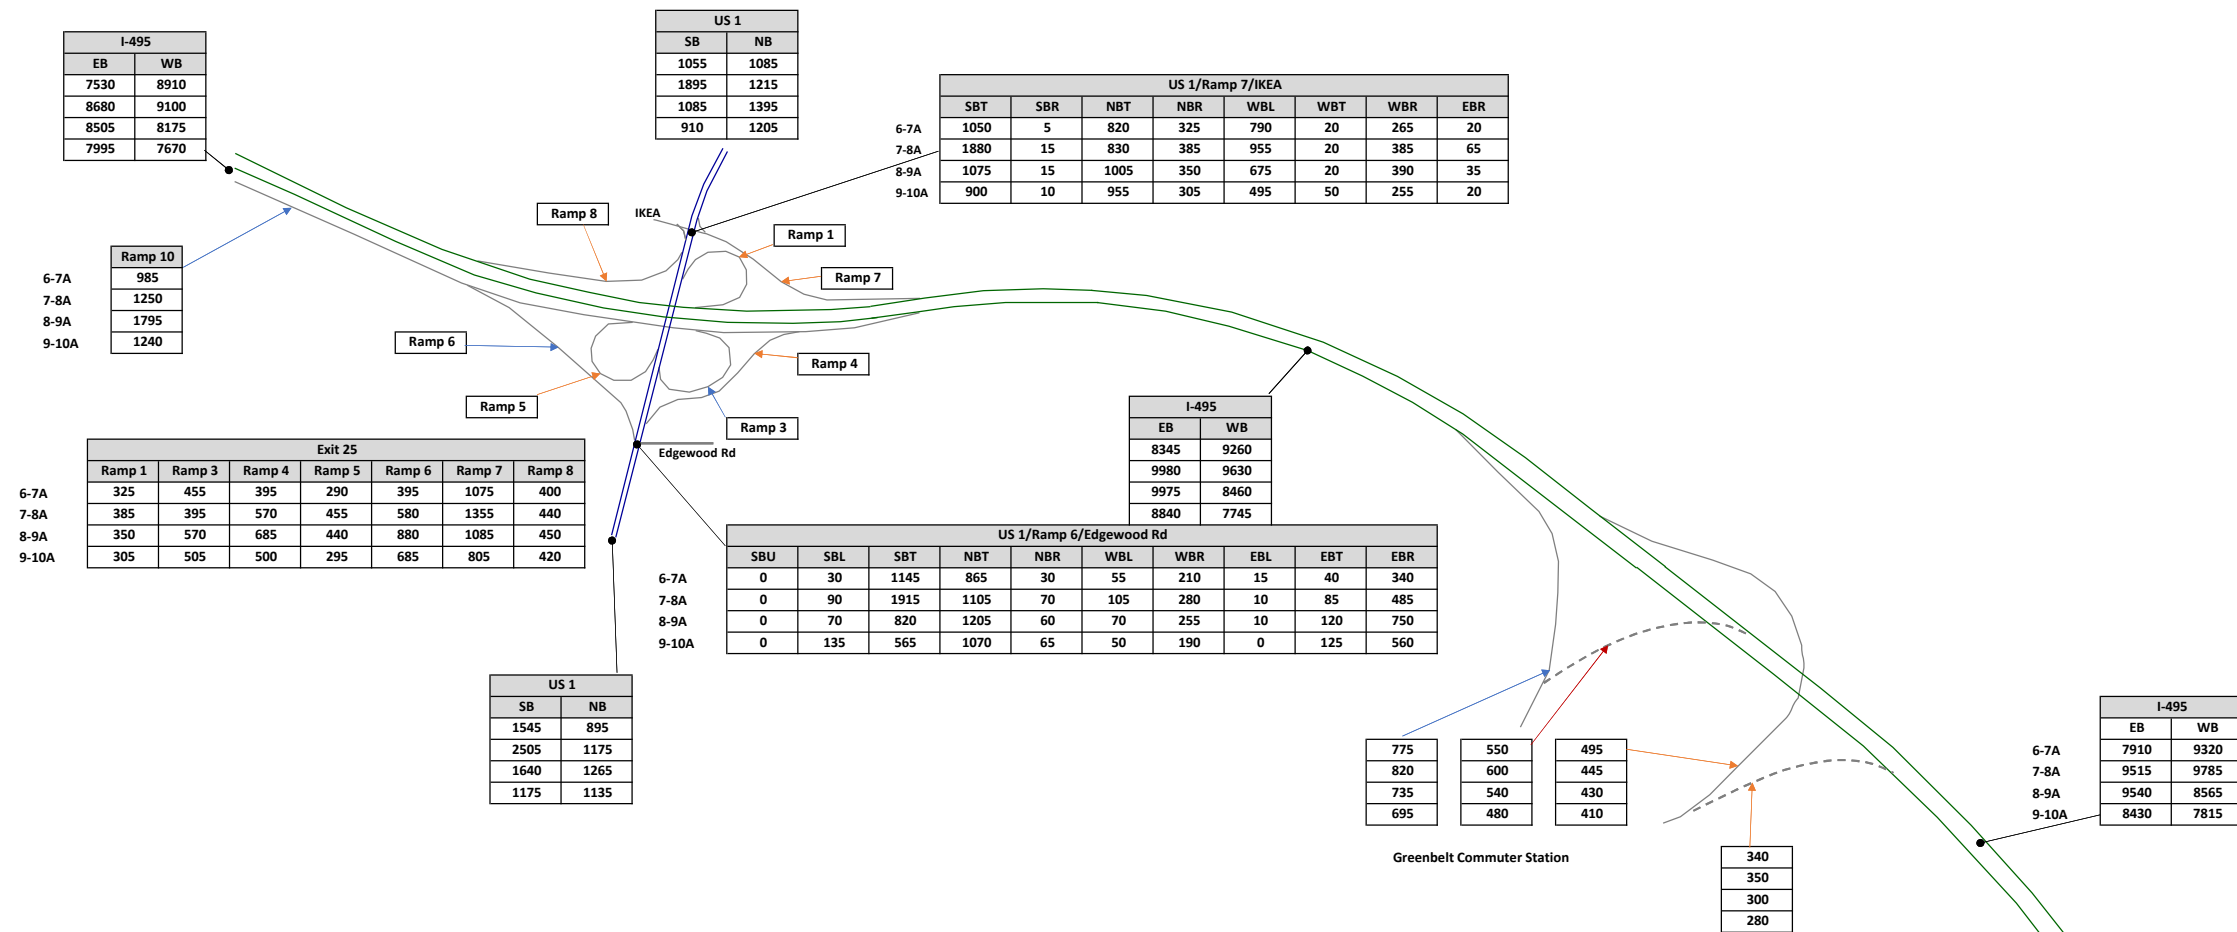 US 1
SB NB
1055 1085
1895 1215
1085 1395
910 1205
I-495
EB WB
7530 8910
8680 9100
8505 8175
7995 7670
US 1/Ramp 7/IKEA
SBT SBR NBT NBR WBL WBT WBR EBR
6-7A 1050 5 820 325 790 20 265 20
7-8A 1880 15 830 385 955 20 385 65
8-9A 1075 15 1005 350 675 20 390 35
9-10A 900 10 955 305 495 50 255 20
Ramp 8
IKEA
Ramp 1
Ramp 7
Ramp 10
6-7A 985
7-8A 1250
8-9A 1795
9-10A 1240
Ramp 6
Ramp 4
Ramp 5
Ramp 3
Edgewood Rd
I-495
EB WB
8345 9260
9980 9630
9975 8460
8840 7745
Exit 25
Ramp 1 Ramp 3 Ramp 4 Ramp 5 Ramp 6 Ramp 7 Ramp 8
6-7A 325 455 395 290 395 1075 400
7-8A 385 395 570 455 580 1355 440
8-9A 350 570 685 440 880 1085 450
9-10A 305 505 500 295 685 805 420
US 1/Ramp 6/Edgewood Rd
SBU SBL SBT NBT NBR WBL WBR EBL EBT EBR
6-7A 0 30 1145 865 30 55 210 15 40 340
7-8A 0 90 1915 1105 70 105 280 10 85 485
8-9A 0 70 820 1205 60 70 255 10 120 750
9-10A 0 135 565 1070 65 50 190 0 125 560
US 1
SB NB
1545 895
2505 1175
1640 1265
1175 1135
I-495
EB WB
6-7A 7910 9320
7-8A 9515 9785
8-9A 9540 8565
9-10A 8430 7815
775 550 495
820 600 445
735 540 430
695 480 410
Greenbelt Commuter Station
340
350
300
280